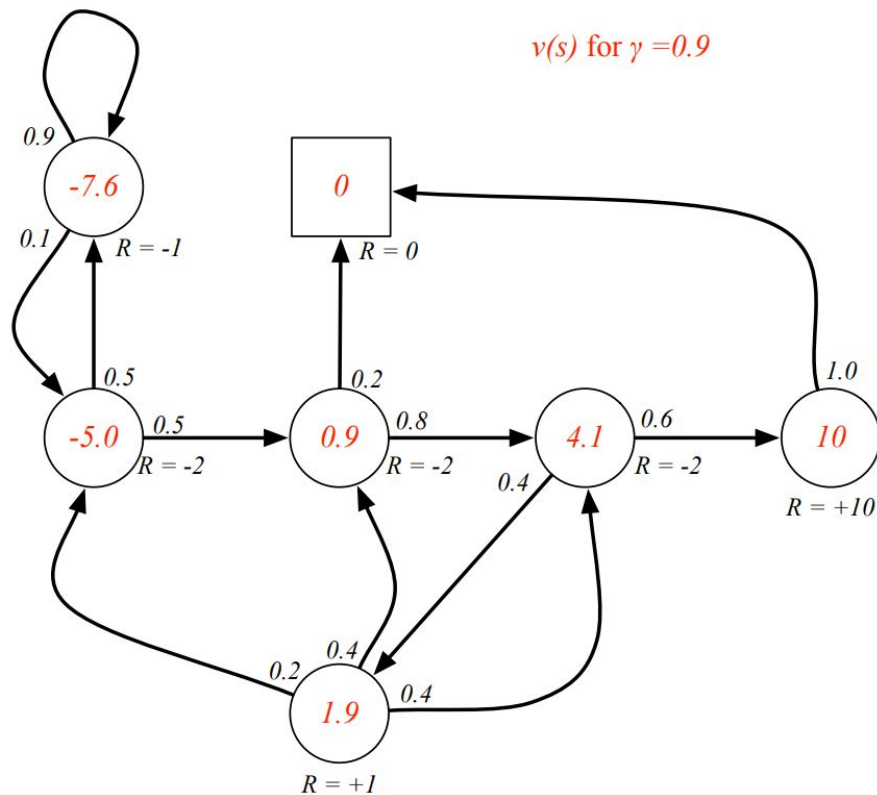 v(s) for γ =0.9
0.9
-7.6
0
0.1
R = -1
R = 0
0.5
0.2
1.0
-5.0
0.5
0.9
0.8
4.1
0.6
10
R = -2
R = -2
R = -2
0.4
R = +10
0.4
0.2
0.4
1.9
R = +1